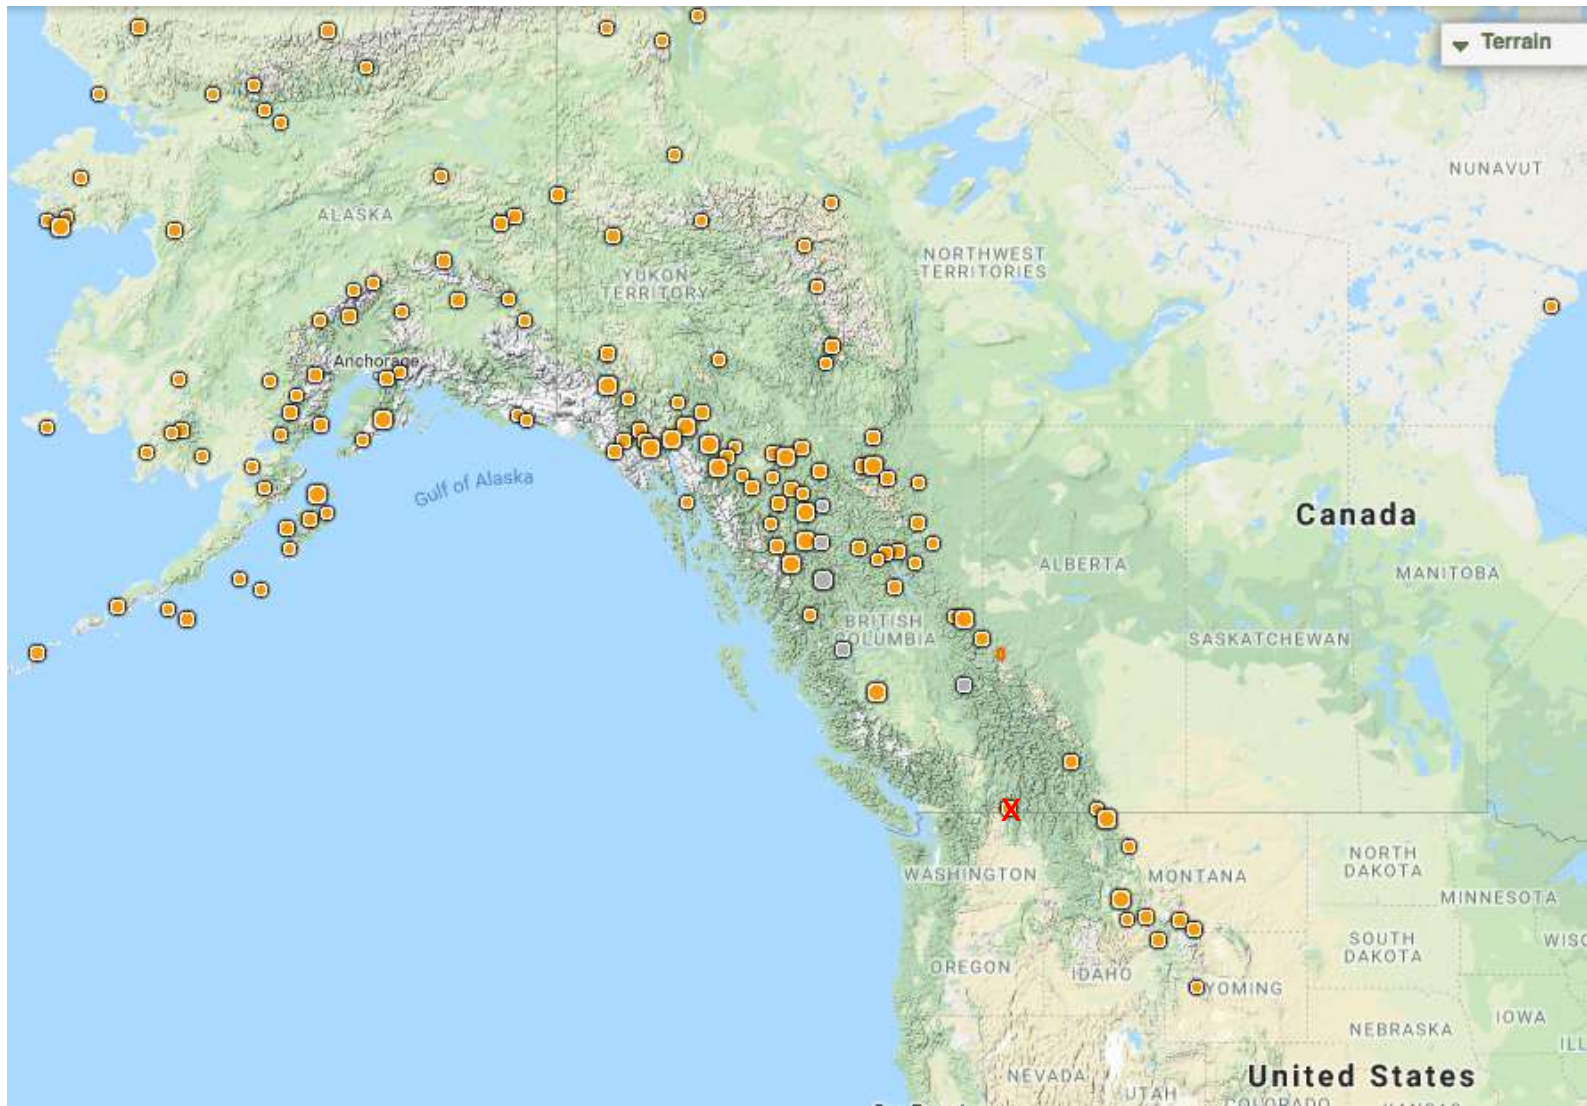 Terrain
NUNAVUT
ALASKA
NORTHWEST
TERRITORIES
YUKON
TERRITORY
Anchorage
Gulf of Alaska
Canada
ALBERTA
MANITOBA
BRITISH
COLUMBIA
SASKATCHEWAN
X
WASHINGTON
MONTANA
NORTH
DAKOTA
MINNESOTA
SOUTH
DAKOTA
WISC
OREGON
IDAHO
WYOMING
IOWA
NEBRASKA
ILL
NEVADA
United States
UTAH
COLORADO
KANSAS